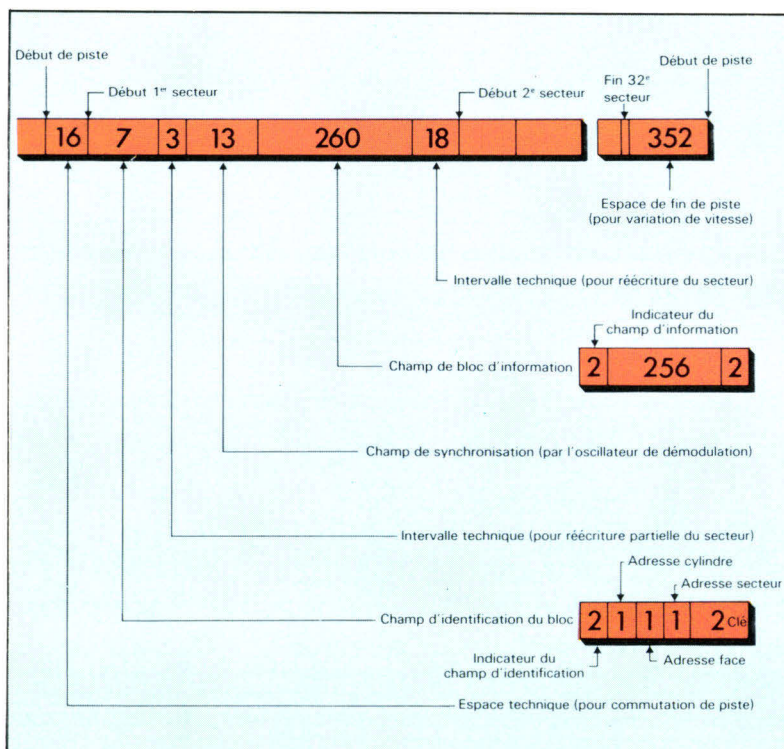 Début de piste
Début de piste
Fin 32e
secteur
Début 1er secteur
Début 2e secteur
16 7 3 13 260 18 352
Espace de fin de piste
(pour variation de vitesse)
Intervalle technique (pour réécriture du secteur)
Indicateur du
champ d'information
Champ de bloc d'information
2 256 2
Champ de synchronisation (par l'oscillateur de démodulation)
Intervalle technique (pour réécriture partielle du secteur)
Adresse cylindre
Adresse secteur
Champ d'identification du bloc
2 1 1 1 2 Clé
Indicateur du
champ d'identification
Adresse face
Espace technique (pour commutation de piste)